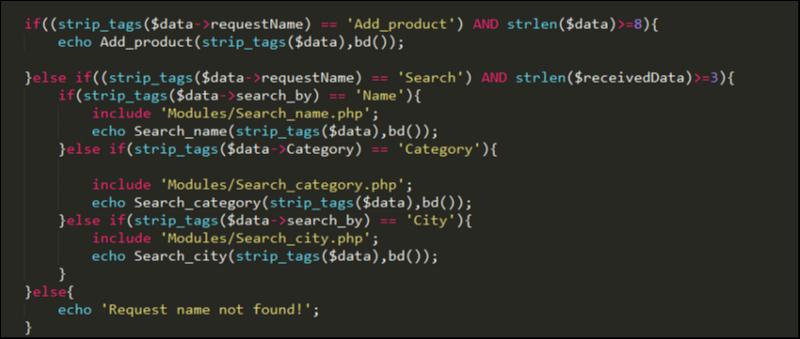 if((strip_tags($data->requestName) == 'Add_product') AND strlen($data)>=8){
    echo Add_product(strip_tags($data),bd());

}else if((strip_tags($data->requestName) == 'Search') AND strlen($receivedData)>=3){
    if(strip_tags($data->search_by) == 'Name'){
        include 'Modules/Search_name.php';
        echo Search_name(strip_tags($data),bd());
    }else if(strip_tags($data->Category) == 'Category'){

        include 'Modules/Search_category.php';
        echo Search_category(strip_tags($data),bd());
    }else if(strip_tags($data->search_by) == 'City'){
        include 'Modules/Search_city.php';
        echo Search_city(strip_tags($data),bd());
    }
}else{
    echo 'Request name not found!';
}